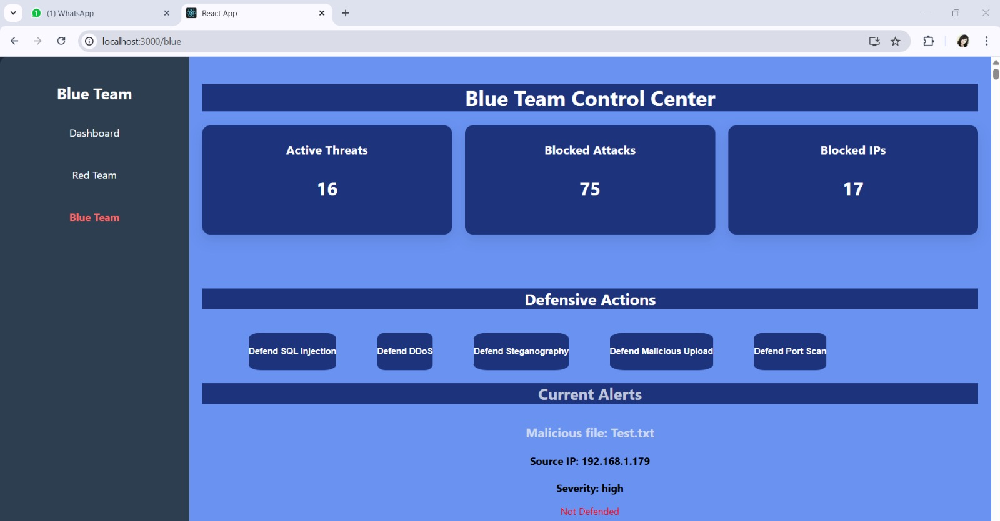 (1) WhatsApp
React App
localhost:3000/blue
Blue Team
Dashboard
Red Team
Blue Team
Blue Team Control Center
Active Threats
16
Blocked Attacks
75
Blocked IPs
17
Defensive Actions
Defend SQL Injection
Defend DDoS
Defend Steganography
Defend Malicious Upload
Defend Port Scan
Current Alerts
Malicious file: Test.txt
Source IP: 192.168.1.179
Severity: high
Not Defended